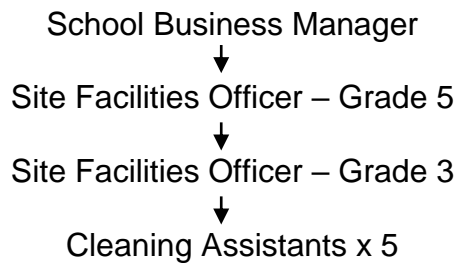 School Business Manager
Site Facilities Officer – Grade 5
Site Facilities Officer – Grade 3
Cleaning Assistants x 5